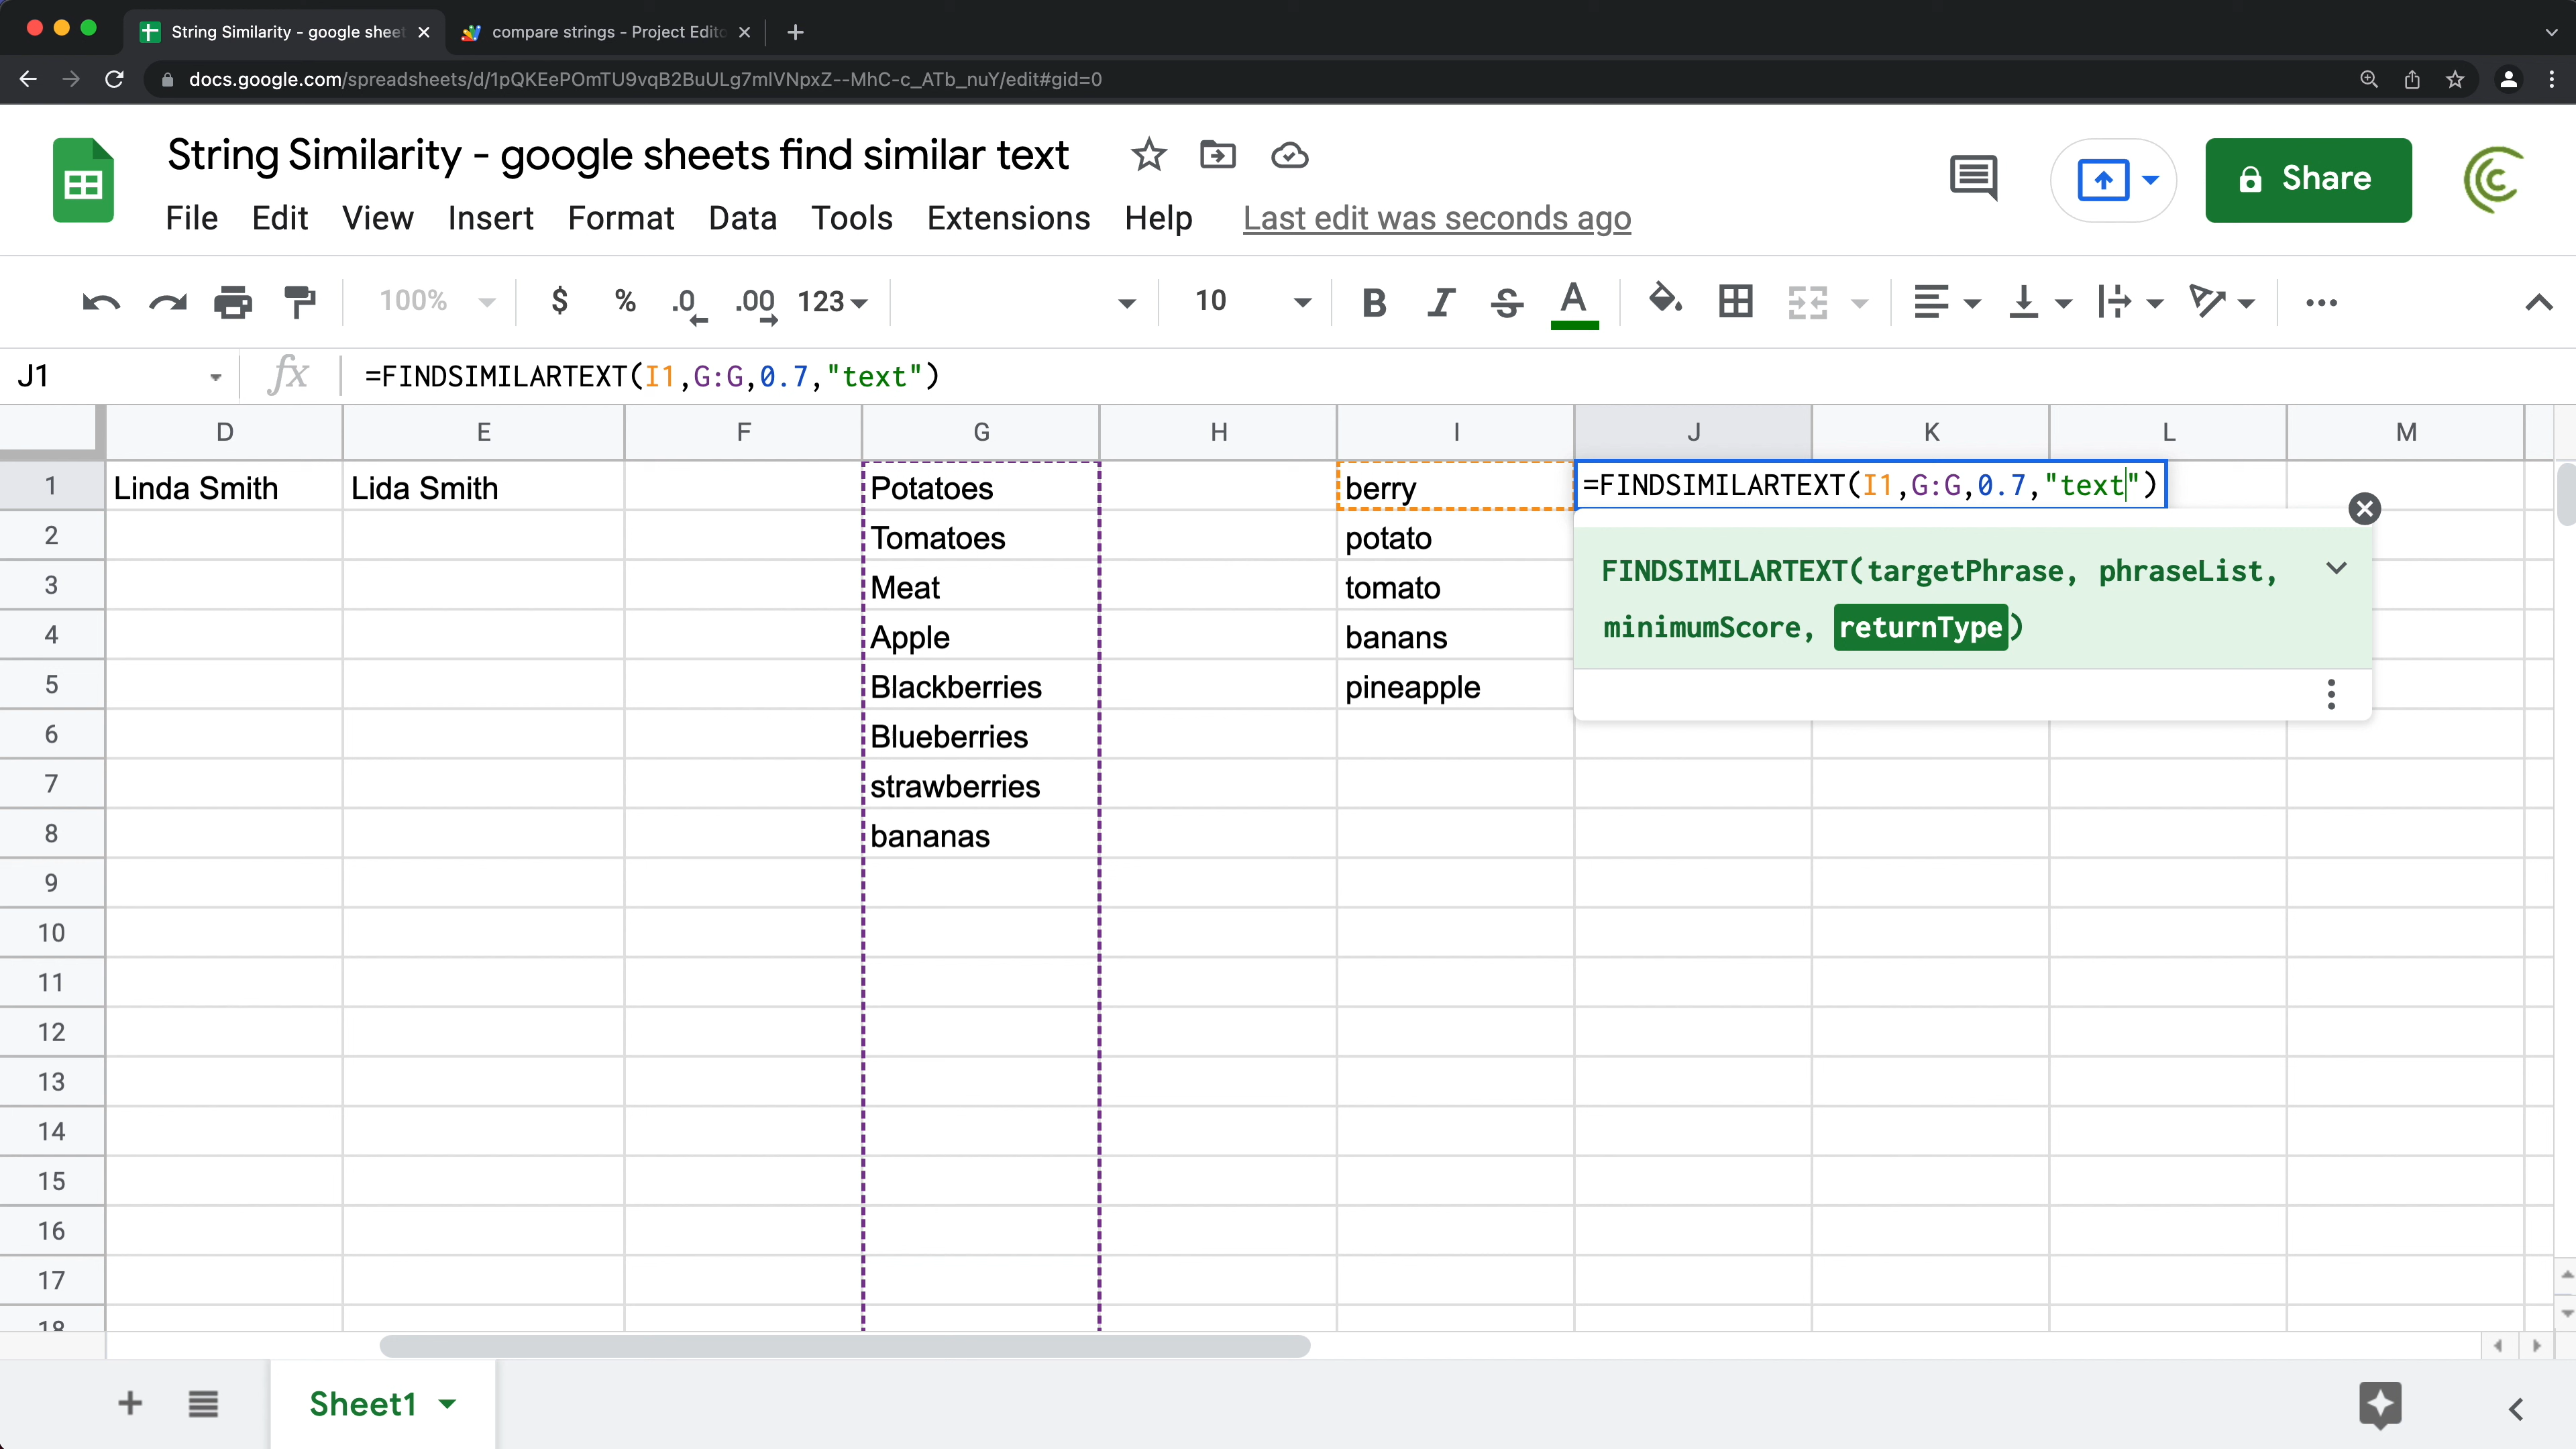 String Similarity - google sheet
compare strings - Project Edito
docs.google.com/spreadsheets/d/1pQKEePOmTU9vqB2BuULg7mlVNpxZ--MhC-c_ATb_nuY/edit#gid=0
String Similarity - google sheets find similar text
File Edit View Insert Format Data Tools Extensions Help Last edit was seconds ago
Share
100% $ % .0 .00 123 10 B I S A
J1 fx =FINDSIMILARTEXT(I1,G:G,0.7,"text")
D E F G H I J K L M
1 Linda Smith Lida Smith Potatoes berry =FINDSIMILARTEXT(I1,G:G,0.7,"text")
2 Tomatoes potato
FINDSIMILARTEXT(targetPhrase, phraseList,
3 Meat tomato
minimumScore, returnType)
4 Apple banans
5 Blackberries pineapple
6 Blueberries
7 strawberries
8 bananas
9
10
11
12
13
14
15
16
17
18
Sheet1